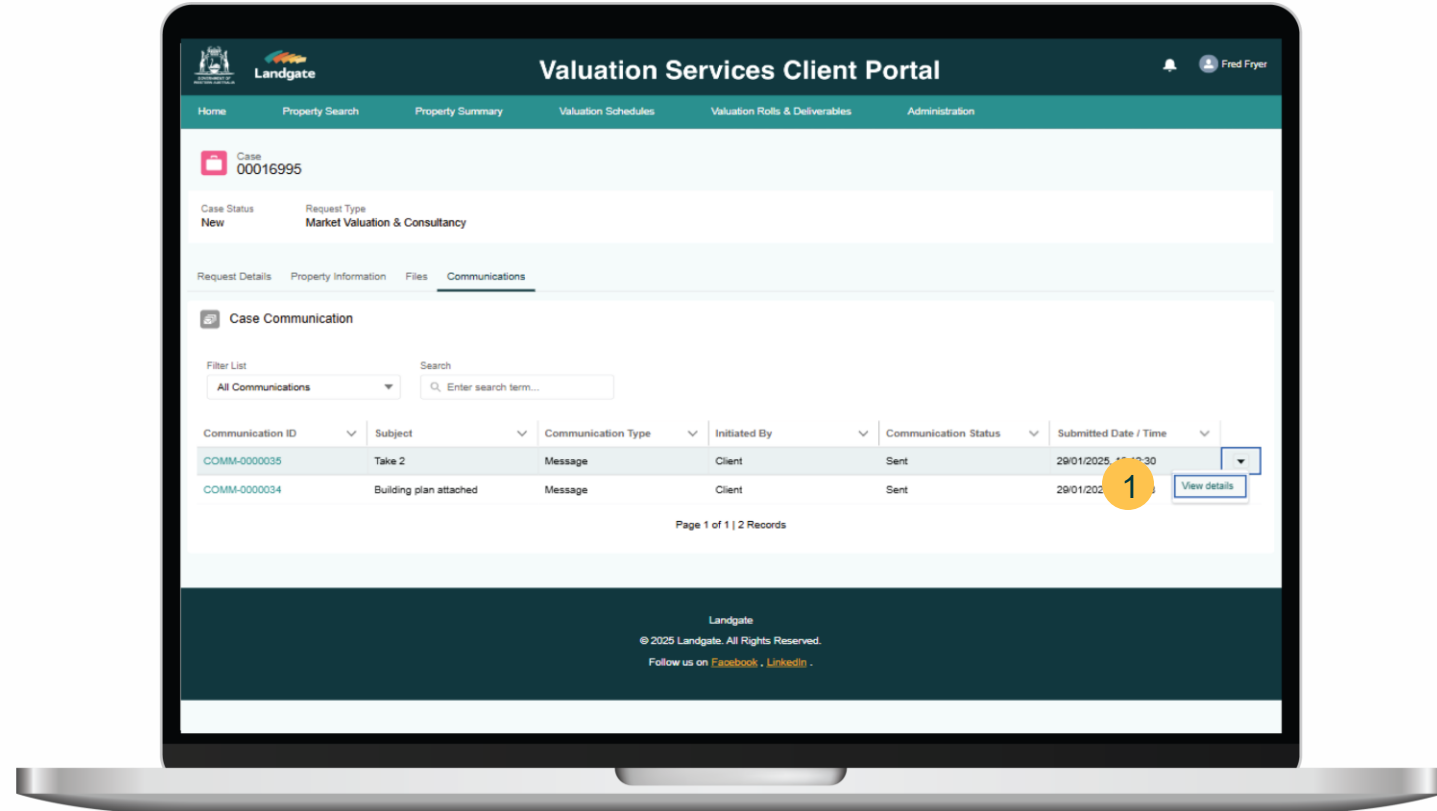 Landgate
Valuation Services Client Portal
Fred Fryer
Home Property Search Property Summary Valuation Schedules Valuation Rolls & Deliverables Administration
Case
00016995
Case Status Request Type
New Market Valuation & Consultancy
Request Details Property Information Files Communications
Case Communication
Filter List Search
All Communications Enter search term...
Communication ID Subject Communication Type Initiated By Communication Status Submitted Date / Time
COMM-0000035 Take 2 Message Client Sent 29/01/2025,
COMM-0000034 Building plan attached Message Client Sent
1
View details
Page 1 of 1 | 2 Records
Landgate
© 2025 Landgate. All Rights Reserved.
Follow us on Facebook , LinkedIn .